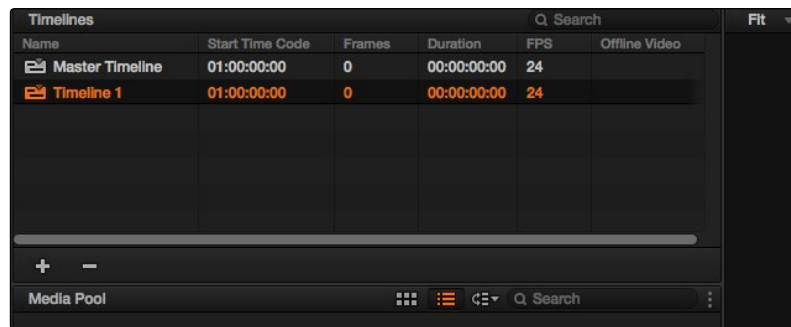 Timelines Search Fit
Name Start Time Code Frames Duration FPS Offline Video
Master Timeline 01:00:00:00 0 00:00:00:00 24
Timeline 1 01:00:00:00 0 00:00:00:00 24
Media Pool Search